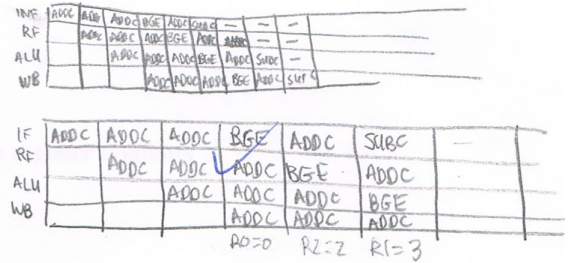 INF ADDC ADD ADDC BGE ADDC SUBC – – –
RF ADDC ADDC ADDC BGE ADDC – –
ALU ADDC ADDC ADDC BGE ADDC SUBC –
WB ADDC ADDC ADDC BGE ADDC SUBC
IF ADDC ADDC ADDC BGE ADDC SUBC –
RF ADDC ADDC ADDC BGE ADDC
ALU ADDC ADDC ADDC BGE
WB ADDC ADDC ADDC
R0=0 R2=2 R1=3